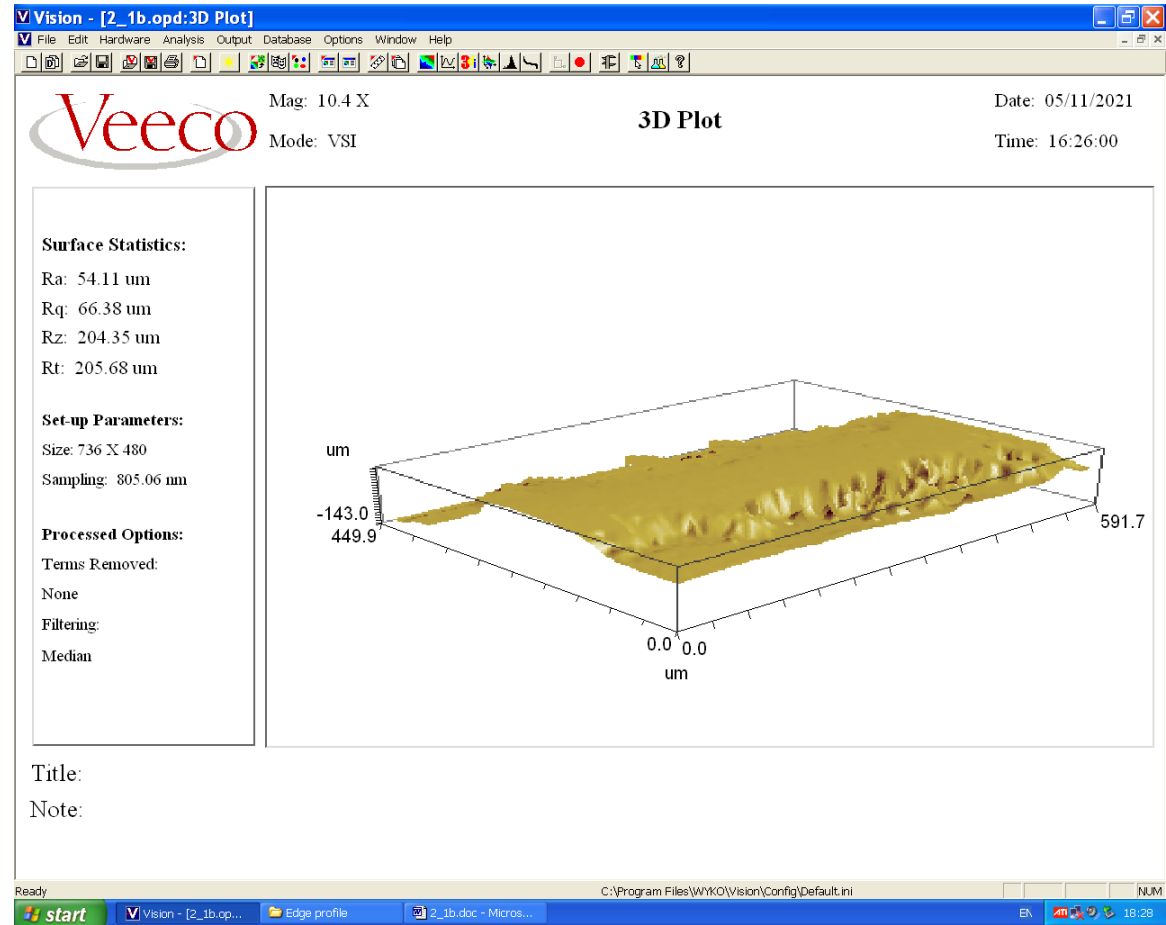 Vision - [2_1b.opd:3D Plot]
File Edit Hardware Analysis Output Database Options Window Help
Veeco
Mag: 10.4 X
Mode: VSI
3D Plot
Date: 05/11/2021
Time: 16:26:00
Surface Statistics:
Ra: 54.11 um
Rq: 66.38 um
Rz: 204.35 um
Rt: 205.68 um
Set-up Parameters:
Size: 736 X 480
Sampling: 805.06 nm
Processed Options:
Terms Removed:
None
Filtering:
Median
um
-143.0
449.9
591.7
0.0
0.0
um
Title:
Note:
Ready
C:\Program Files\WYKO\Vision\Config\Default.ini
NUM
start
Vision - [2_1b.op...
Edge profile
2_1b.doc - Micros...
EN
ATI
18:28